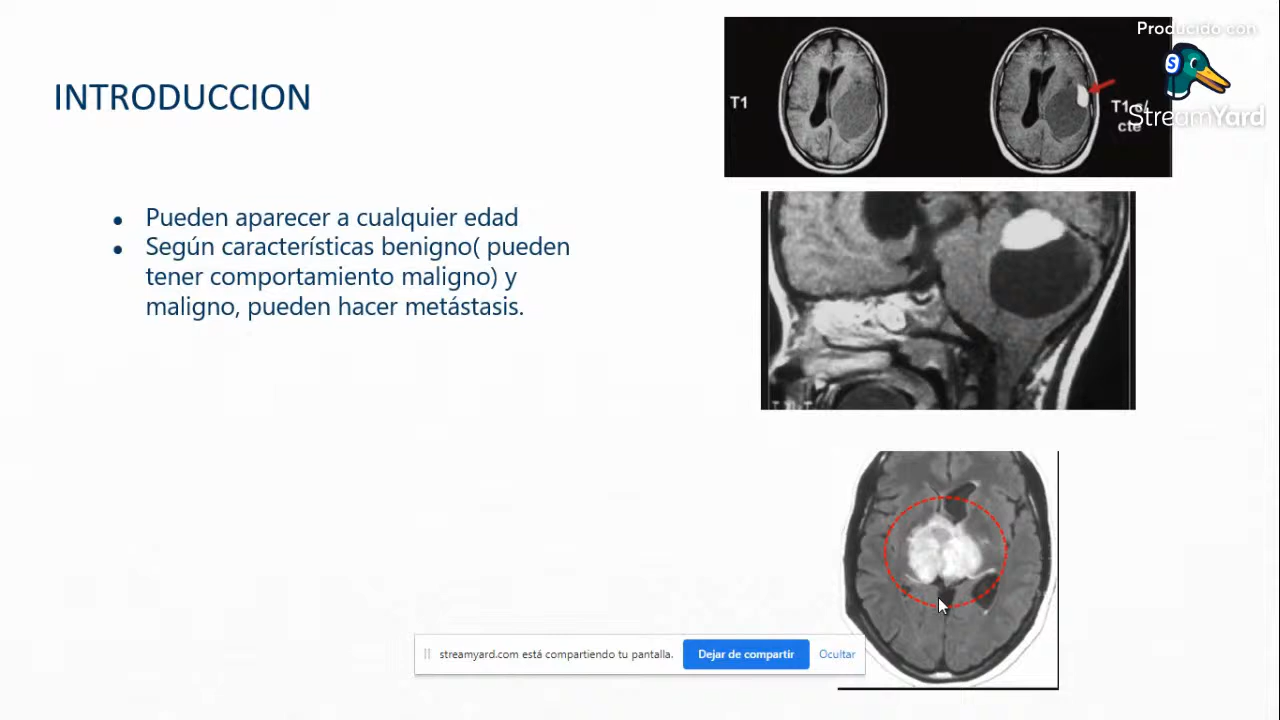 Producido con
StreamYard
INTRODUCCION
T1
T1 c/
cte
● Pueden aparecer a cualquier edad
● Según características benigno( pueden
tener comportamiento maligno) y
maligno, pueden hacer metástasis.
streamyard.com está compartiendo tu pantalla.
Dejar de compartir
Ocultar